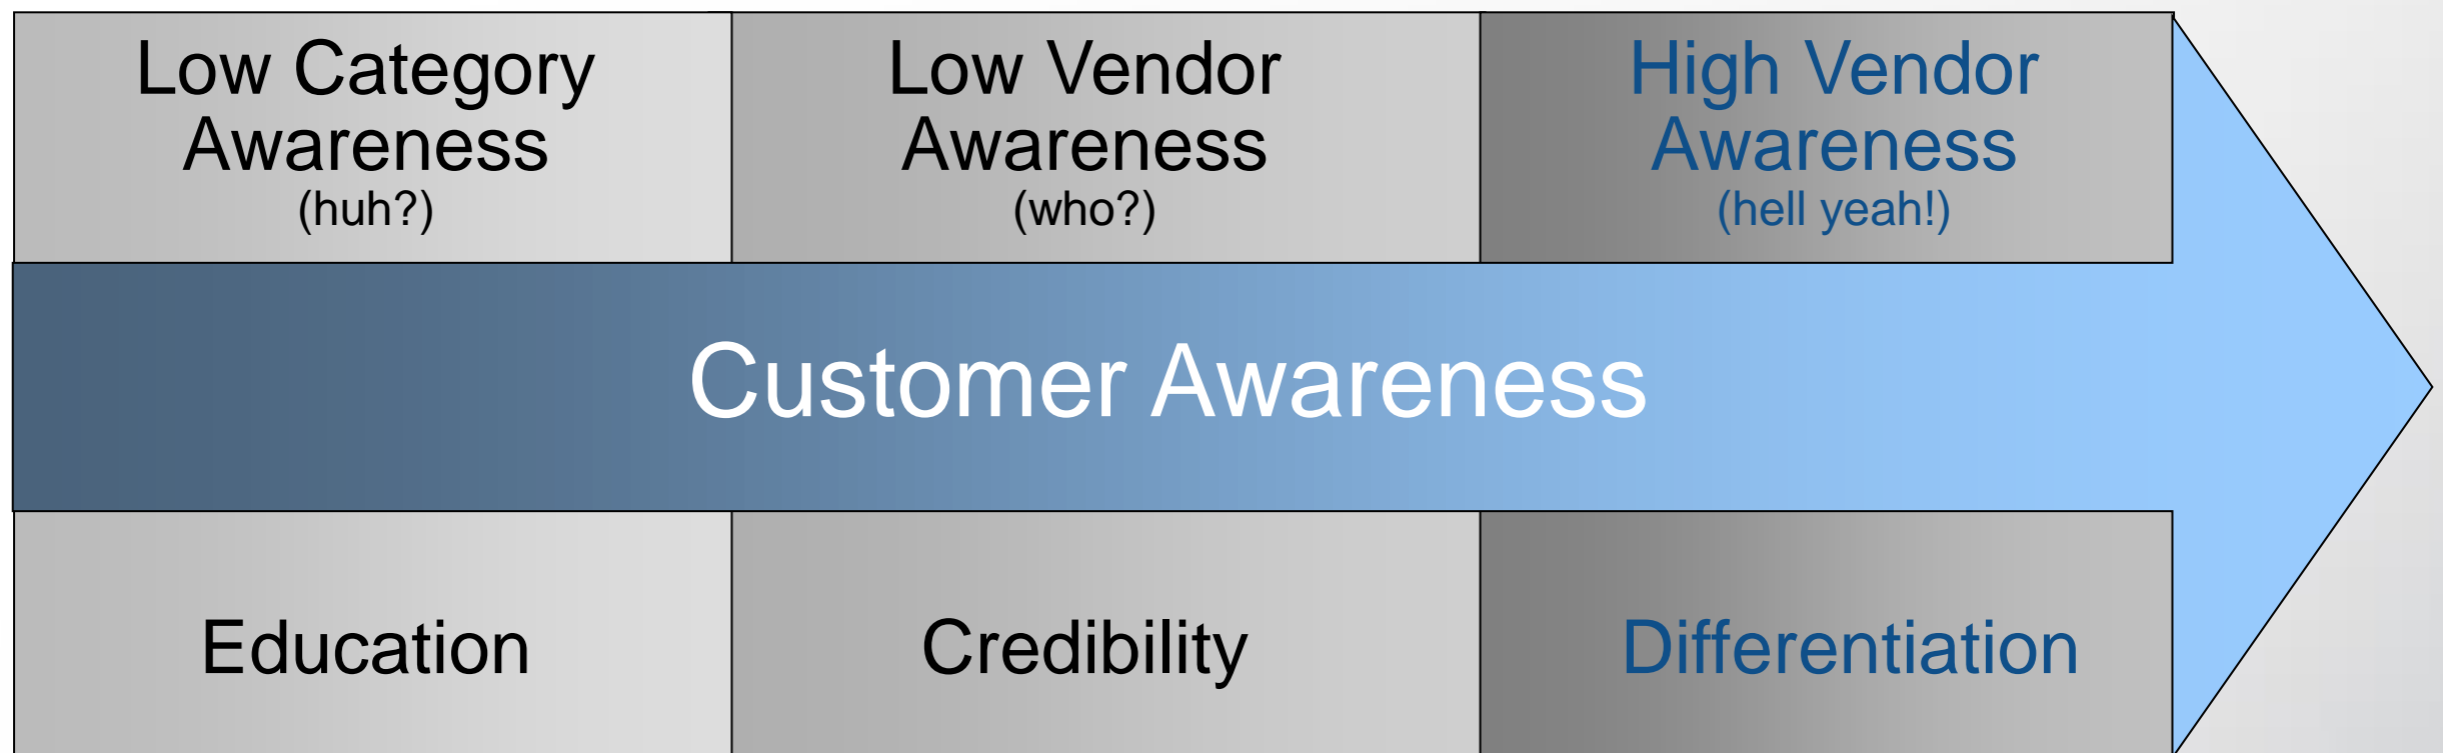 Low Category
Awareness
(huh?)
Low Vendor
Awareness
(who?)
High Vendor
Awareness
(hell yeah!)
Customer Awareness
Education
Credibility
Differentiation